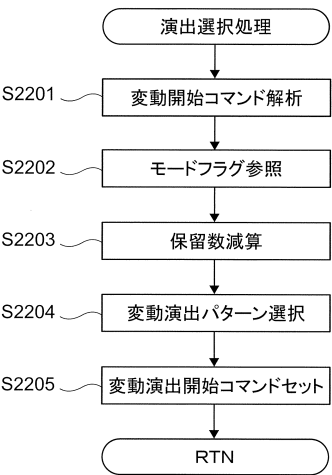 演出選択処理
S2201 変動開始コマンド解析
S2202 モードフラグ参照
S2203 保留数減算
S2204 変動演出パターン選択
S2205 変動演出開始コマンドセット
RTN